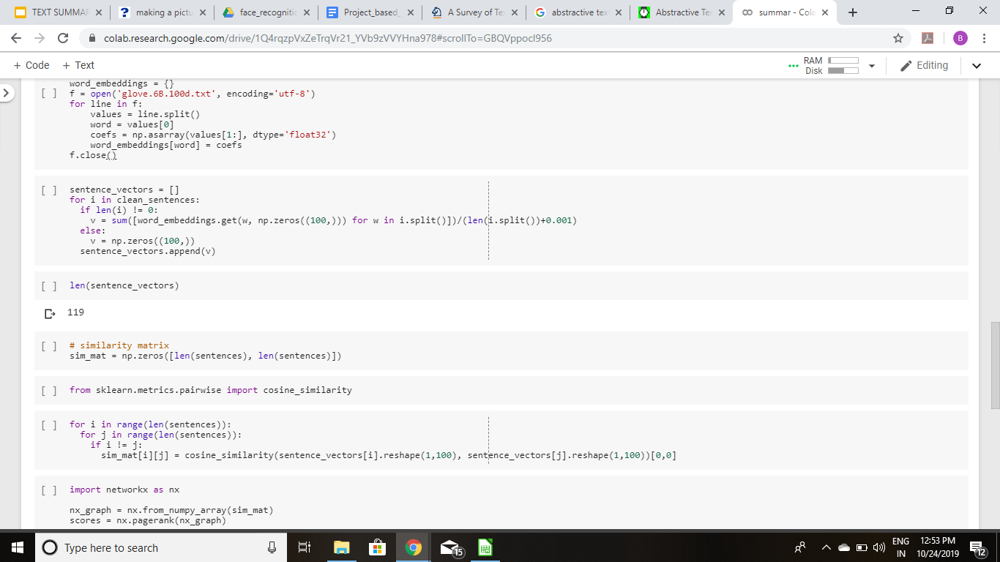 TEXT SUMMAR
making a pictu
face_recognitio
Project_based_
A Survey of Te
abstractive tex
Abstractive Te
summar - Cola
colab.research.google.com/drive/1Q4rqzpVxZeTrqVr21_YVb9zVVYHna978#scrollTo=GBQVppocI956
B
+ Code + Text
RAM
Disk
Editing
word_embeddings = {}
[ ] f = open('glove.6B.100d.txt', encoding='utf-8')
for line in f:
values = line.split()
word = values[0]
coefs = np.asarray(values[1:], dtype='float32')
word_embeddings[word] = coefs
f.close()
[ ] sentence_vectors = []
for i in clean_sentences:
if len(i) != 0:
v = sum([word_embeddings.get(w, np.zeros((100,))) for w in i.split()])/(len(i.split())+0.001)
else:
v = np.zeros((100,))
sentence_vectors.append(v)
[ ] len(sentence_vectors)
119
[ ] # similarity matrix
sim_mat = np.zeros([len(sentences), len(sentences)])
[ ] from sklearn.metrics.pairwise import cosine_similarity
[ ] for i in range(len(sentences)):
for j in range(len(sentences)):
if i != j:
sim_mat[i][j] = cosine_similarity(sentence_vectors[i].reshape(1,100), sentence_vectors[j].reshape(1,100))[0,0]
[ ] import networkx as nx
nx_graph = nx.from_numpy_array(sim_mat)
scores = nx.pagerank(nx_graph)
Type here to search
15
ENG
IN
12:53 PM
10/24/2019
12